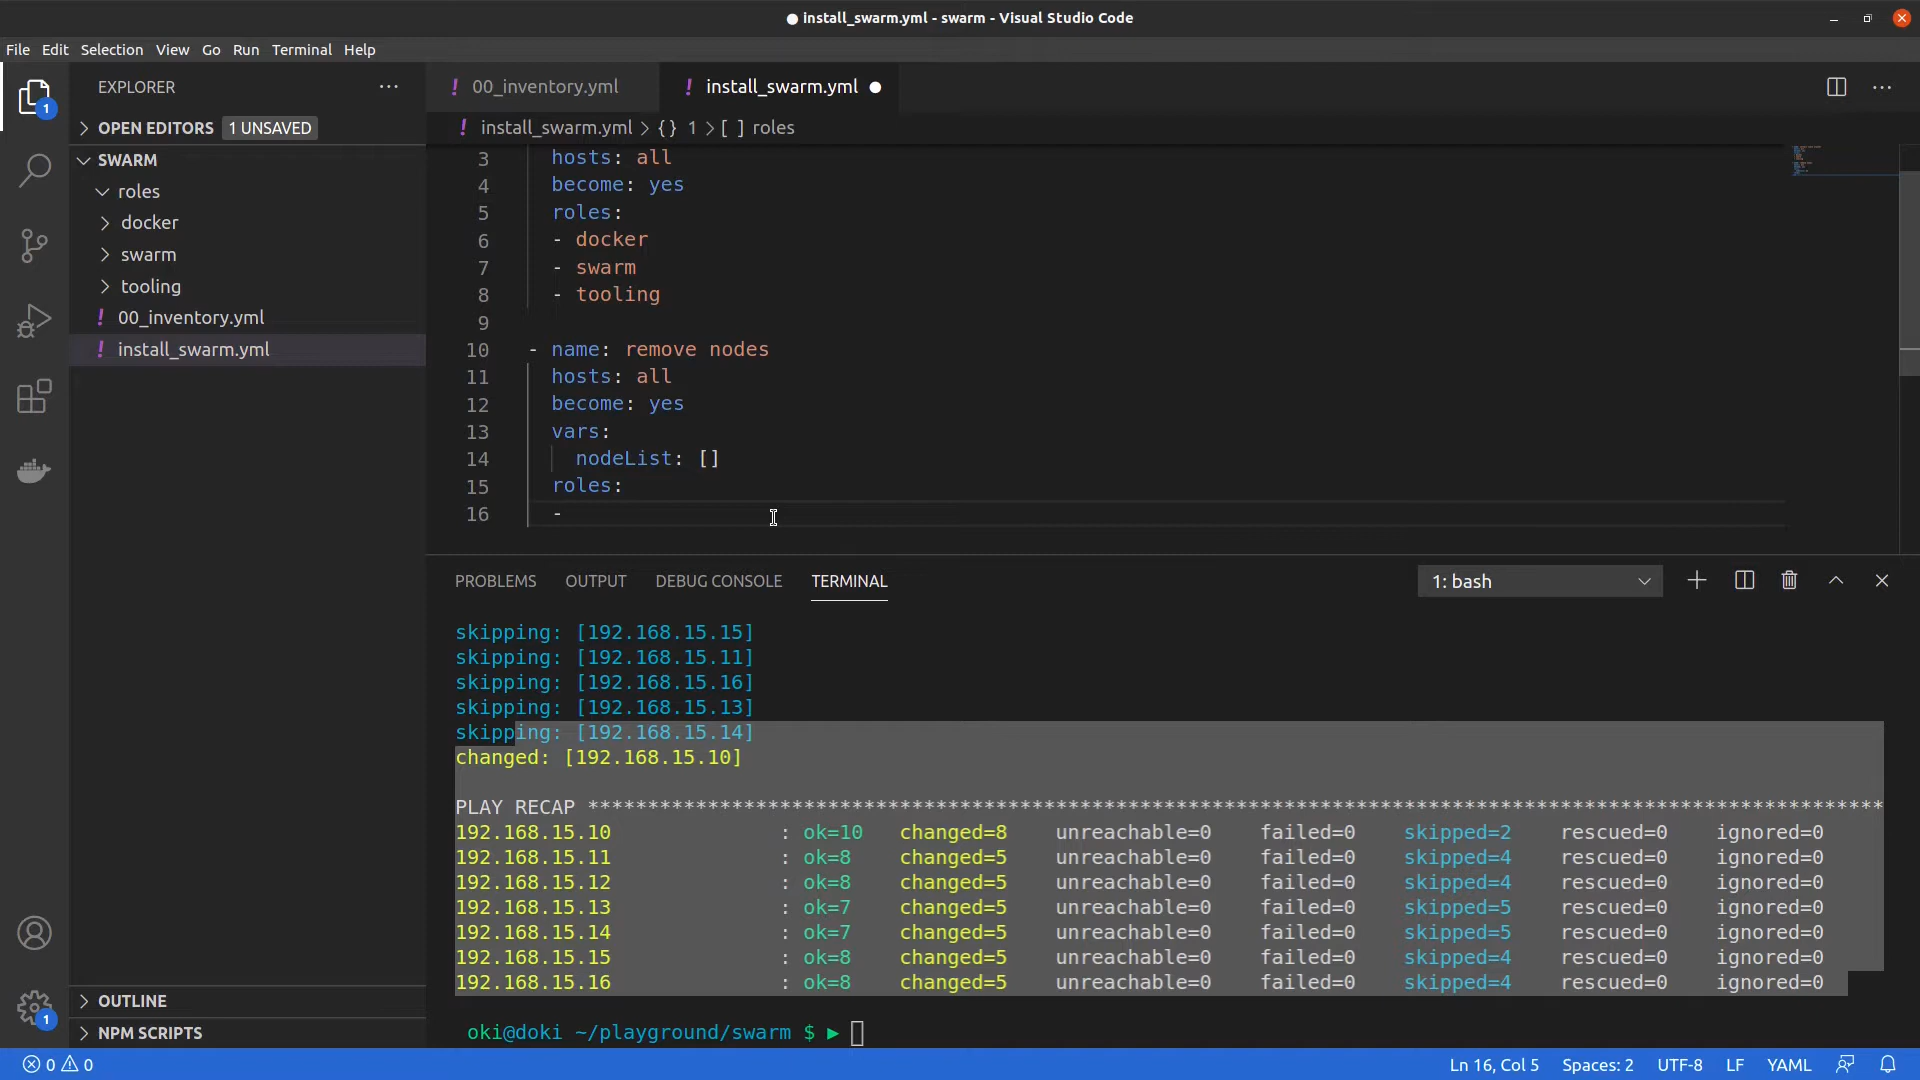 ● install_swarm.yml - swarm - Visual Studio Code
File Edit Selection View Go Run Terminal Help
EXPLORER
OPEN EDITORS 1 UNSAVED
SWARM
roles
docker
swarm
tooling
! 00_inventory.yml
! install_swarm.yml
OUTLINE
NPM SCRIPTS
1
1
! 00_inventory.yml ! install_swarm.yml ●
! install_swarm.yml > {} 1 > [ ] roles
3 hosts: all
4 become: yes
5 roles:
6 - docker
7 - swarm
8 - tooling
9
10 - name: remove nodes
11 hosts: all
12 become: yes
13 vars:
14 nodeList: []
15 roles:
16 -
PROBLEMS OUTPUT DEBUG CONSOLE TERMINAL 1: bash
skipping: [192.168.15.15]
skipping: [192.168.15.11]
skipping: [192.168.15.16]
skipping: [192.168.15.13]
skipping: [192.168.15.14]
changed: [192.168.15.10]
PLAY RECAP ************************************************************************************************************
192.168.15.10 : ok=10 changed=8 unreachable=0 failed=0 skipped=2 rescued=0 ignored=0
192.168.15.11 : ok=8 changed=5 unreachable=0 failed=0 skipped=4 rescued=0 ignored=0
192.168.15.12 : ok=8 changed=5 unreachable=0 failed=0 skipped=4 rescued=0 ignored=0
192.168.15.13 : ok=7 changed=5 unreachable=0 failed=0 skipped=5 rescued=0 ignored=0
192.168.15.14 : ok=7 changed=5 unreachable=0 failed=0 skipped=5 rescued=0 ignored=0
192.168.15.15 : ok=8 changed=5 unreachable=0 failed=0 skipped=4 rescued=0 ignored=0
192.168.15.16 : ok=8 changed=5 unreachable=0 failed=0 skipped=4 rescued=0 ignored=0
oki@doki ~/playground/swarm $ ►
0 0 Ln 16, Col 5 Spaces: 2 UTF-8 LF YAML